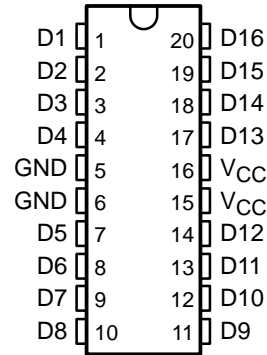 D1 1 20 D16
D2 2 19 D15
D3 3 18 D14
D4 4 17 D13
GND 5 16 VCC
GND 6 15 VCC
D5 7 14 D12
D6 8 13 D11
D7 9 12 D10
D8 10 11 D9